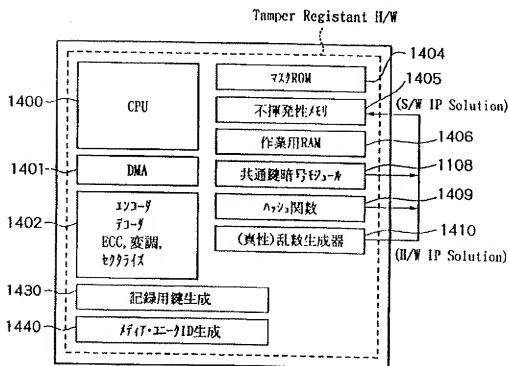 Tamper Registant H/W
1400
CPU
1401
DMA
1402
エンコーダ
デコーダ
ECC, 変調,
セクタライズ
1430
記録用鍵生成
1440
メディア・ユニークID生成
マスクROM
1404
不揮発性メモリ
1405
(S/W IP Solution)
作業用RAM
1406
共通鍵暗号モジュール
1108
ハッシュ関数
1409
(真性)乱数生成器
1410
(H/W IP Solution)